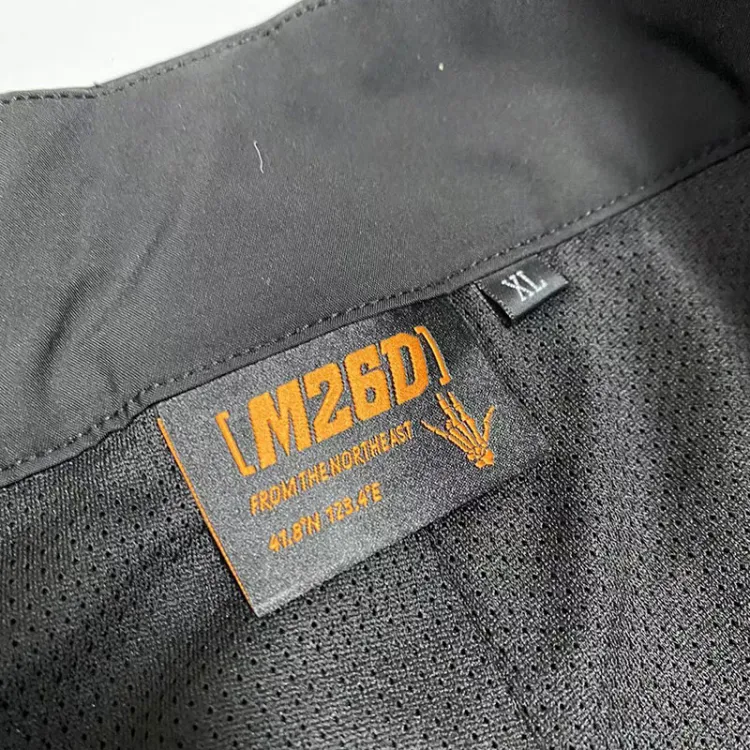 [M26D]
FROM THE NORTHEAST
41.8°N 123.4°E
XL